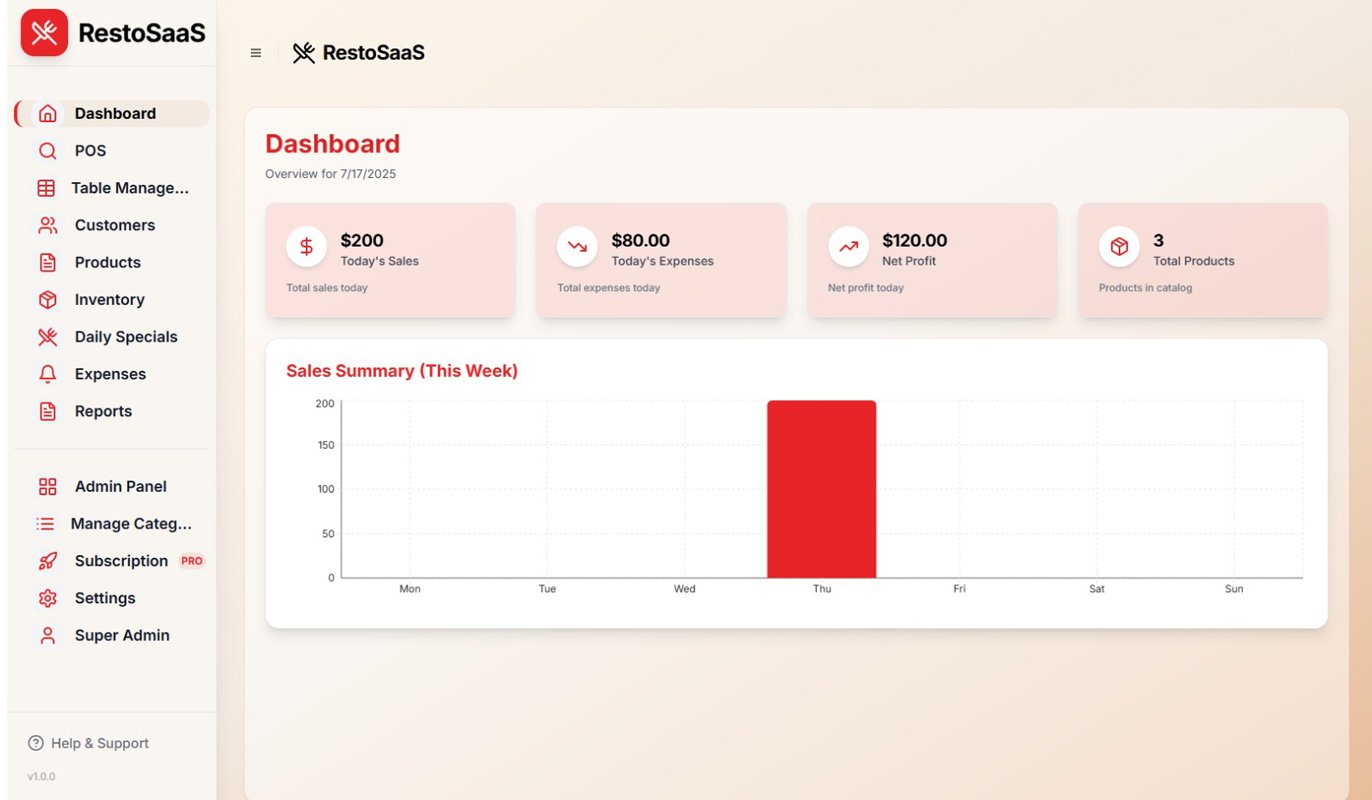 RestoSaaS
Dashboard
POS
Table Manage...
Customers
Products
Inventory
Daily Specials
Expenses
Reports
Admin Panel
Manage Categ...
Subscription PRO
Settings
Super Admin
Help & Support
v1.0.0
RestoSaaS
Dashboard
Overview for 7/17/2025
$200
Today's Sales
Total sales today
$80.00
Today's Expenses
Total expenses today
$120.00
Net Profit
Net profit today
3
Total Products
Products in catalog
Sales Summary (This Week)
200
150
100
50
0
Mon Tue Wed Thu Fri Sat Sun